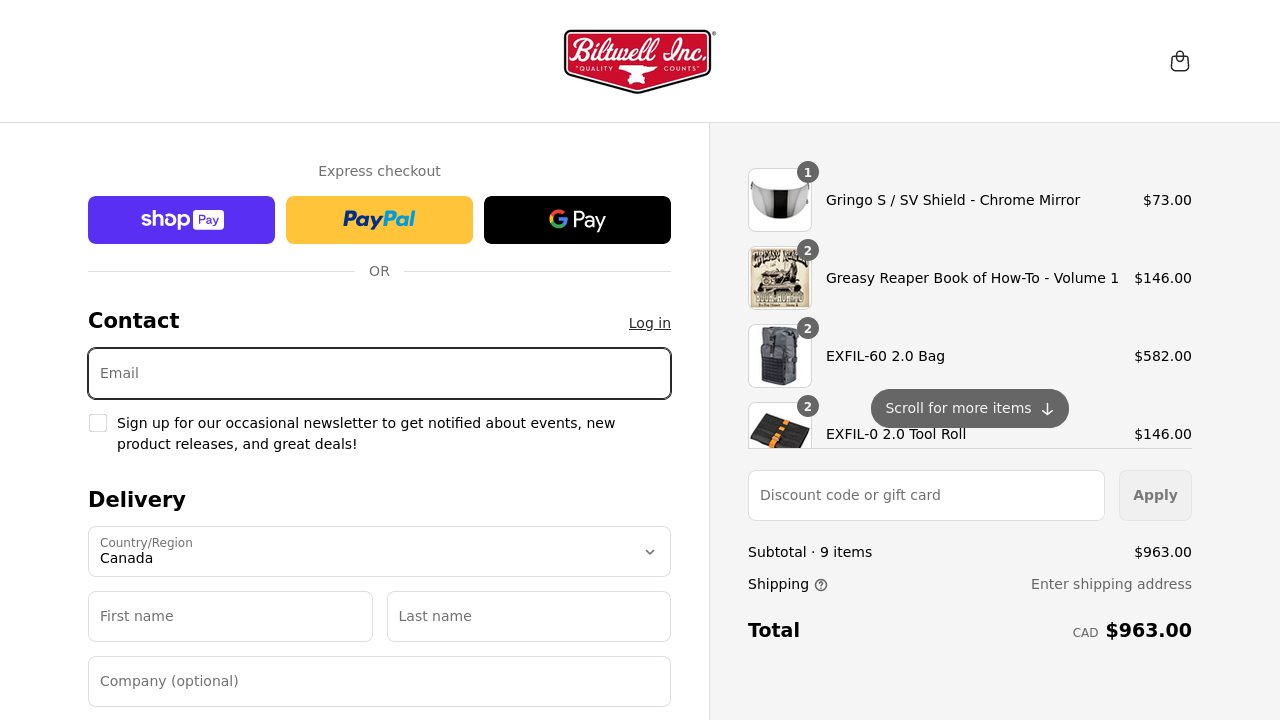 Biltwell Inc.
"QUALITY COUNTS"
Express checkout
shop Pay
PayPal
G Pay
OR
Contact
Log in
Email
Sign up for our occasional newsletter to get notified about events, new
product releases, and great deals!
Delivery
Country/Region
Canada
First name
Last name
Company (optional)
1
Gringo S / SV Shield - Chrome Mirror
$73.00
2
GREASY REAPER
Greasy Reaper Book of How-To - Volume 1
$146.00
2
EXFIL-60 2.0 Bag
$582.00
2
Scroll for more items
EXFIL-0 2.0 Tool Roll
$146.00
Discount code or gift card
Apply
Subtotal · 9 items
$963.00
Shipping
Enter shipping address
Total
CAD $963.00